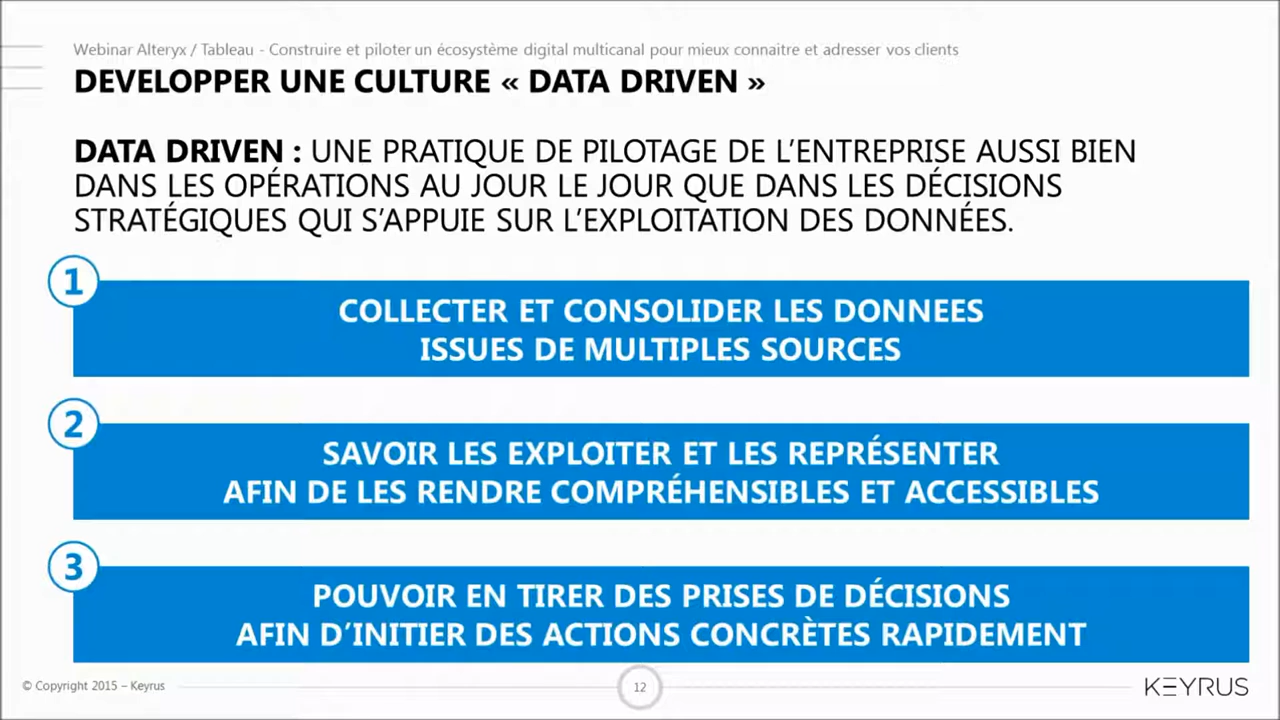 Webinar Alteryx / Tableau - Construire et piloter un écosystème digital multicanal pour mieux connaitre et adresser vos clients
DEVELOPPER UNE CULTURE « DATA DRIVEN »
DATA DRIVEN : UNE PRATIQUE DE PILOTAGE DE L’ENTREPRISE AUSSI BIEN
DANS LES OPÉRATIONS AU JOUR LE JOUR QUE DANS LES DÉCISIONS
STRATÉGIQUES QUI S’APPUIE SUR L’EXPLOITATION DES DONNÉES.
1
COLLECTER ET CONSOLIDER LES DONNEES
ISSUES DE MULTIPLES SOURCES
2
SAVOIR LES EXPLOITER ET LES REPRÉSENTER
AFIN DE LES RENDRE COMPRÉHENSIBLES ET ACCESSIBLES
3
POUVOIR EN TIRER DES PRISES DE DÉCISIONS
AFIN D’INITIER DES ACTIONS CONCRÈTES RAPIDEMENT
© Copyright 2015 – Keyrus
12
KEYRUS